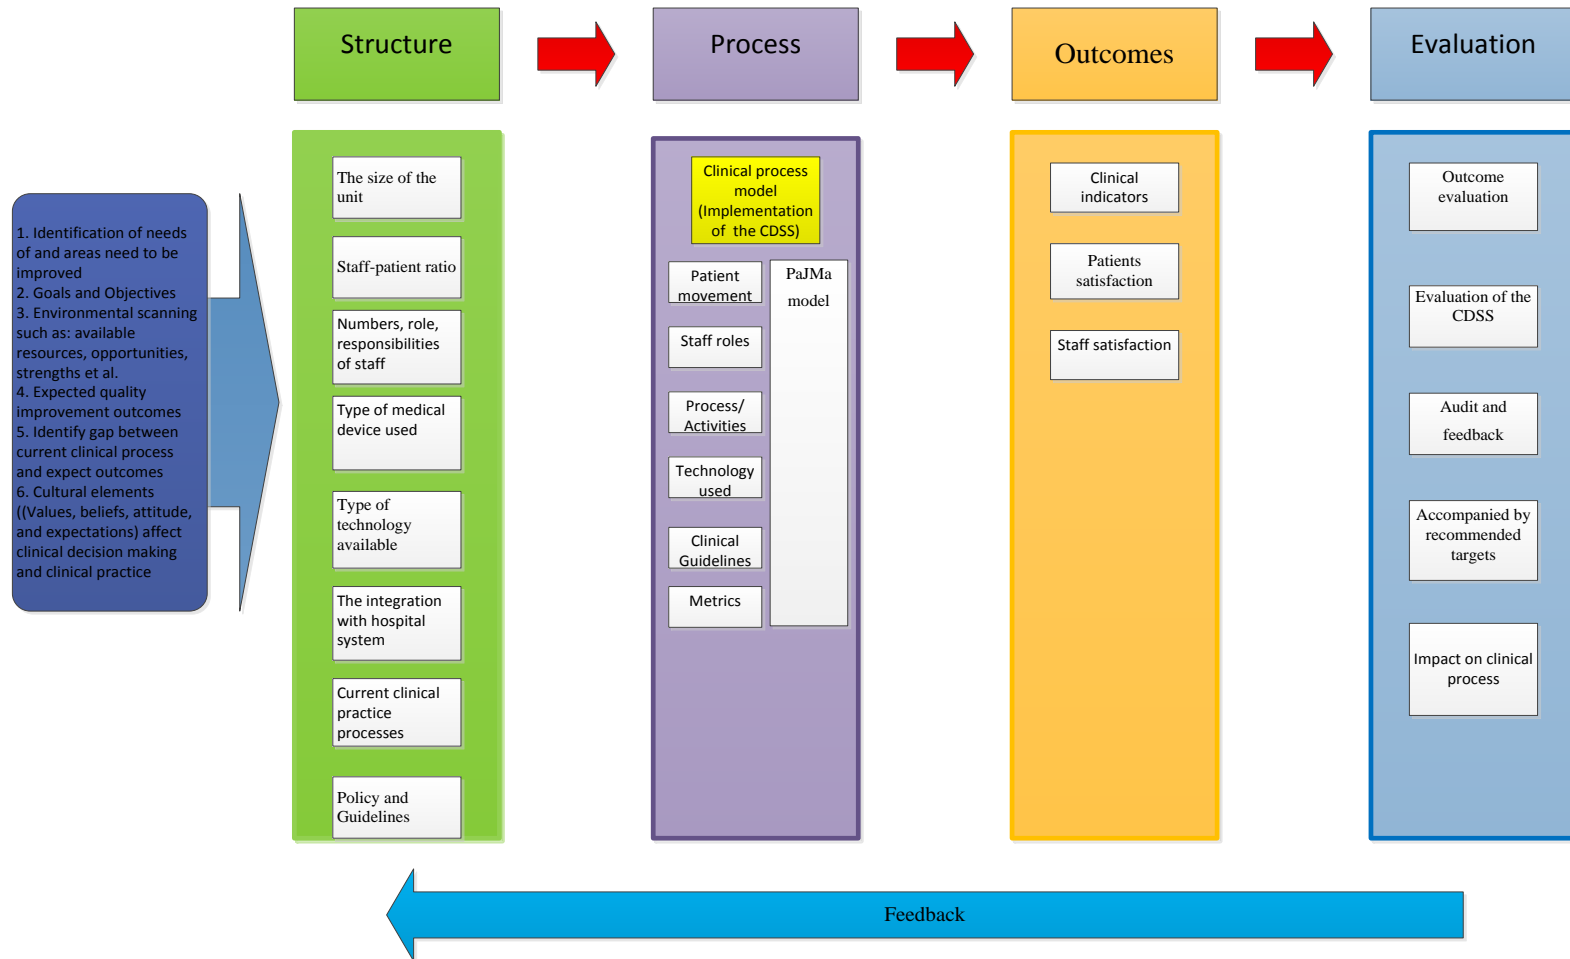 Structure
Process
Outcomes
Evaluation
1. Identification of needs
of and areas need to be
improved
2. Goals and Objectives
3. Environmental scanning
such as: available
resources, opportunities,
strengths et al.
4. Expected quality
improvement outcomes
5. Identify gap between
current clinical process
and expect outcomes
6. Cultural elements
((Values, beliefs, attitude,
and expectations) affect
clinical decision making
and clinical practice
The size of the
unit
Staff-patient ratio
Numbers, role,
responsibilities
of staff
Type of medical
device used
Type of
technology
available
The integration
with hospital
system
Current clinical
practice
processes
Policy and
Guidelines
Clinical process
model
(Implementation
of the CDSS)
Patient
movement
Staff roles
Process/
Activities
Technology
used
Clinical
Guidelines
Metrics
PaJMa
model
Clinical
indicators
Patients
satisfaction
Staff satisfaction
Outcome
evaluation
Evaluation of the
CDSS
Audit and
feedback
Accompanied by
recommended
targets
Impact on clinical
process
Feedback